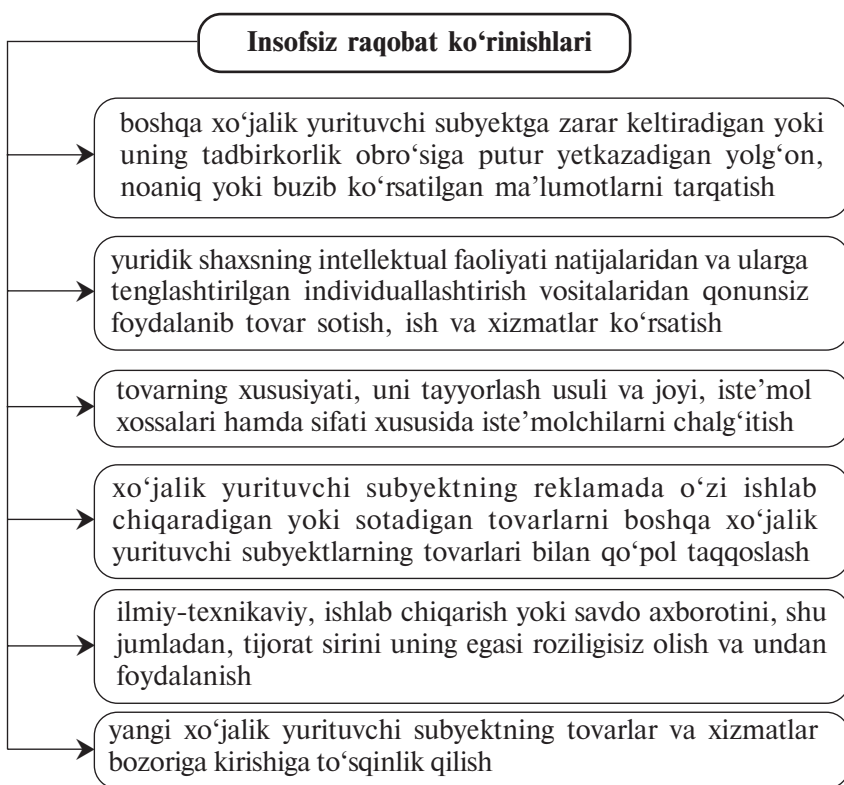 Insofsiz raqobat ko‘rinishlari
boshqa xo‘jalik yurituvchi subyektga zarar keltiradigan yoki
uning tadbirkorlik obro‘siga putur yetkazadigan yolg‘on,
noaniq yoki buzib ko‘rsatilgan ma’lumotlarni tarqatish
yuridik shaxsning intellektual faoliyati natijalaridan va ularga
tenglashtirilgan individuallashtirish vositalaridan qonunsiz
foydalanib tovar sotish, ish va xizmatlar ko‘rsatish
tovarning xususiyati, uni tayyorlash usuli va joyi, iste’mol
xossalari hamda sifati xususida iste’molchilarni chalg‘itish
xo‘jalik yurituvchi subyektning reklamada o‘zi ishlab
chiqaradigan yoki sotadigan tovarlarni boshqa xo‘jalik
yurituvchi subyektlarning tovarlari bilan qo‘pol taqqoslash
ilmiy-texnikaviy, ishlab chiqarish yoki savdo axborotini, shu
jumladan, tijorat sirini uning egasi roziligisiz olish va undan
foydalanish
yangi xo‘jalik yurituvchi subyektning tovarlar va xizmatlar
bozoriga kirishiga to‘sqinlik qilish